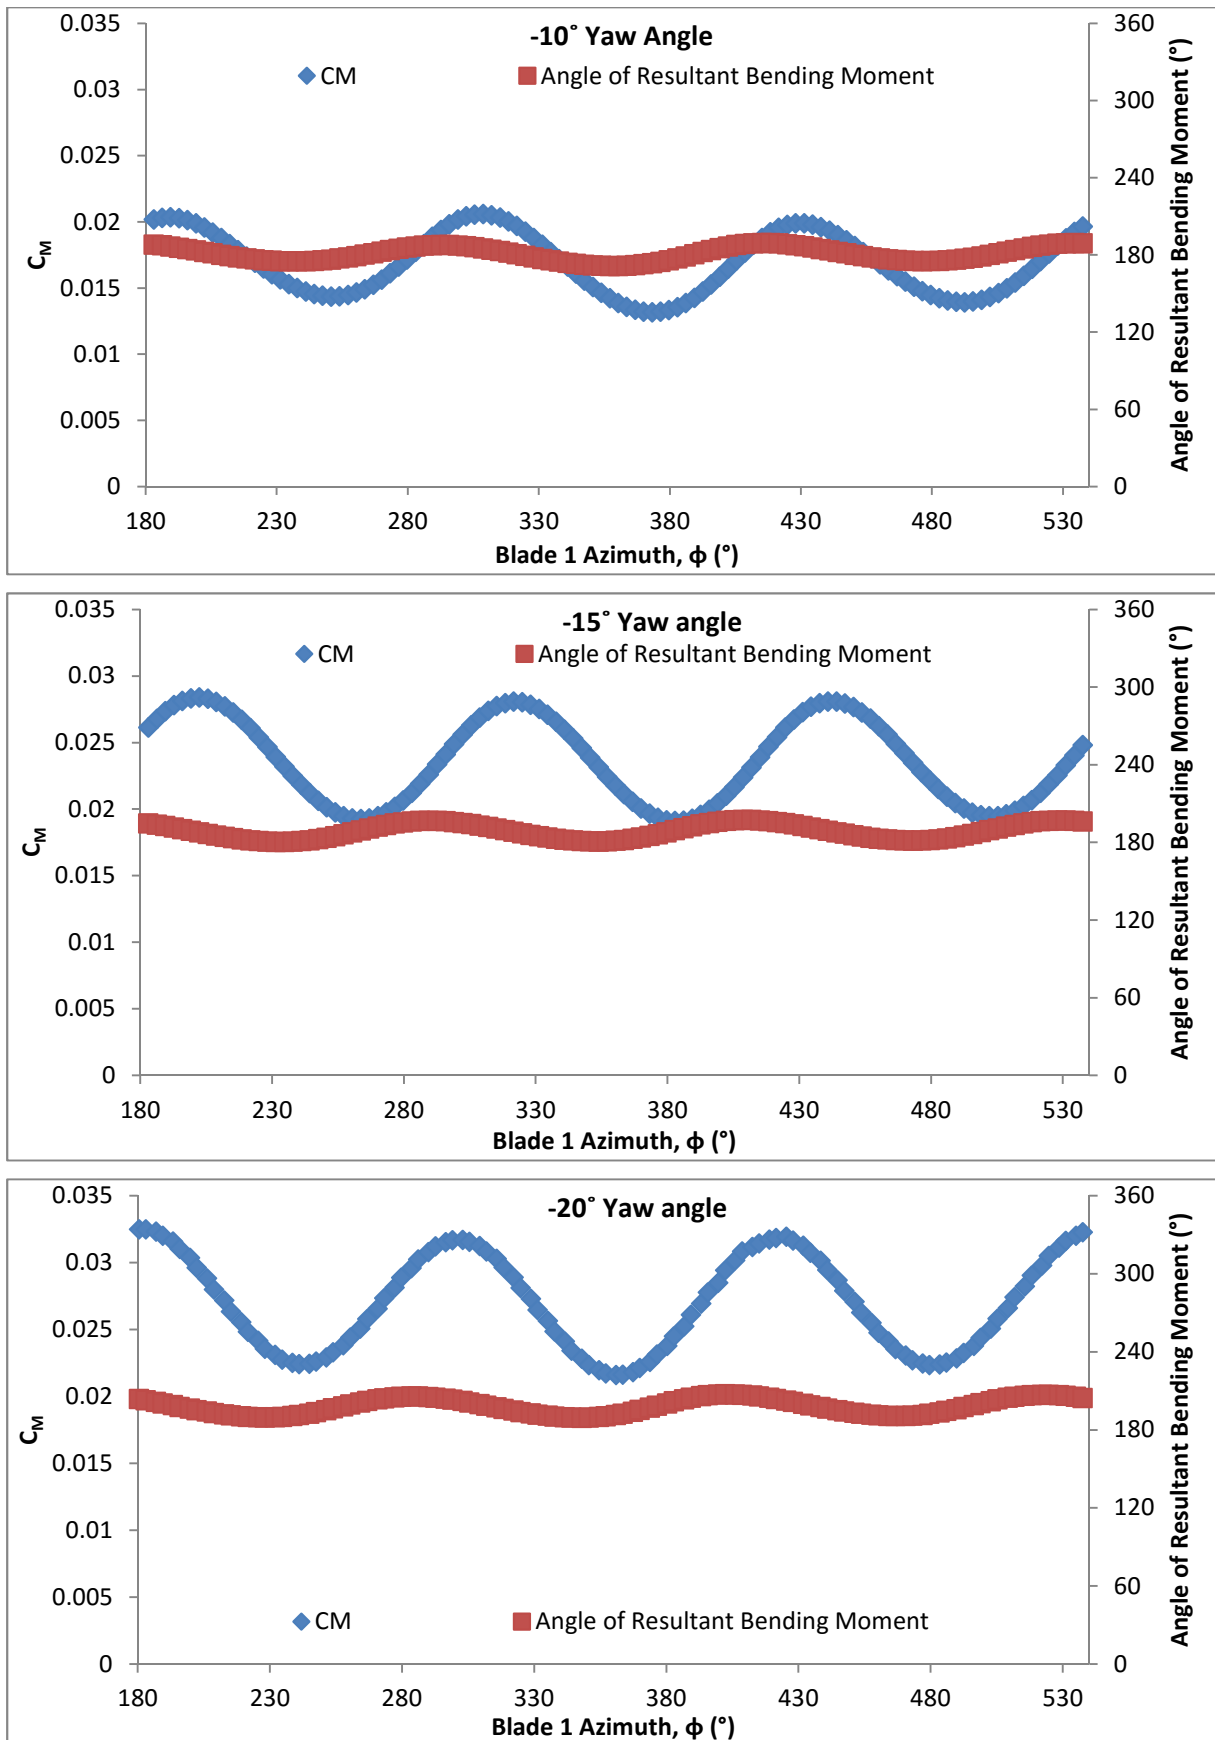 -10° Yaw Angle
CM
Angle of Resultant Bending Moment
0.035
0.03
0.025
0.02
0.015
0.01
0.005
0
C_M
360
300
240
180
120
60
0
Angle of Resultant Bending Moment (°)
180 230 280 330 380 430 480 530
Blade 1 Azimuth, ϕ (°)
-15° Yaw angle
CM
Angle of Resultant Bending Moment
0.035
0.03
0.025
0.02
0.015
0.01
0.005
0
C_M
360
300
240
180
120
60
0
Angle of Resultant Bending Moment (°)
180 230 280 330 380 430 480 530
Blade 1 Azimuth, ϕ (°)
-20° Yaw angle
0.035
0.03
0.025
0.02
0.015
0.01
0.005
0
C_M
360
300
240
180
120
60
0
Angle of Resultant Bending Moment (°)
CM
Angle of Resultant Bending Moment
180 230 280 330 380 430 480 530
Blade 1 Azimuth, ϕ (°)